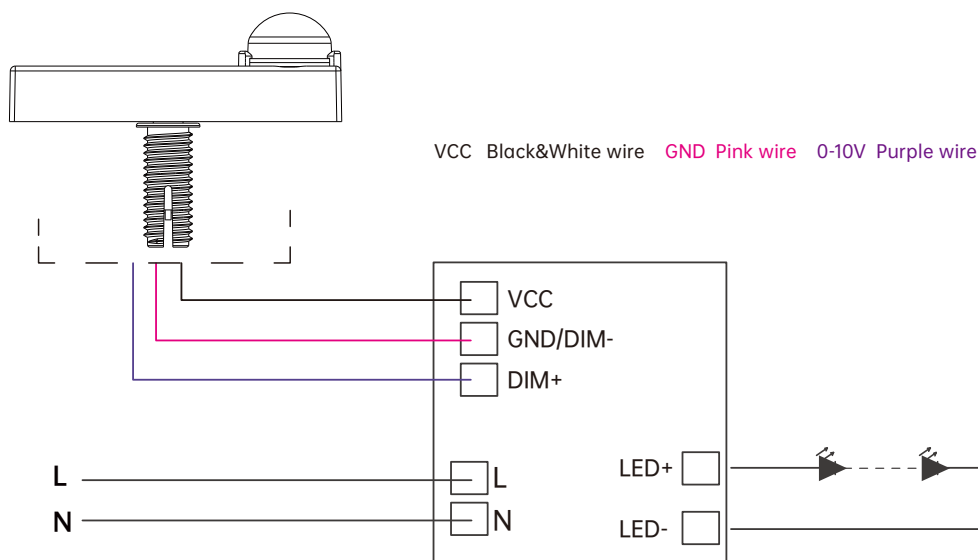 VCC Black&White wire GND Pink wire 0-10V Purple wire
VCC
GND/DIM-
DIM+
L
L
N
N
LED+
LED-